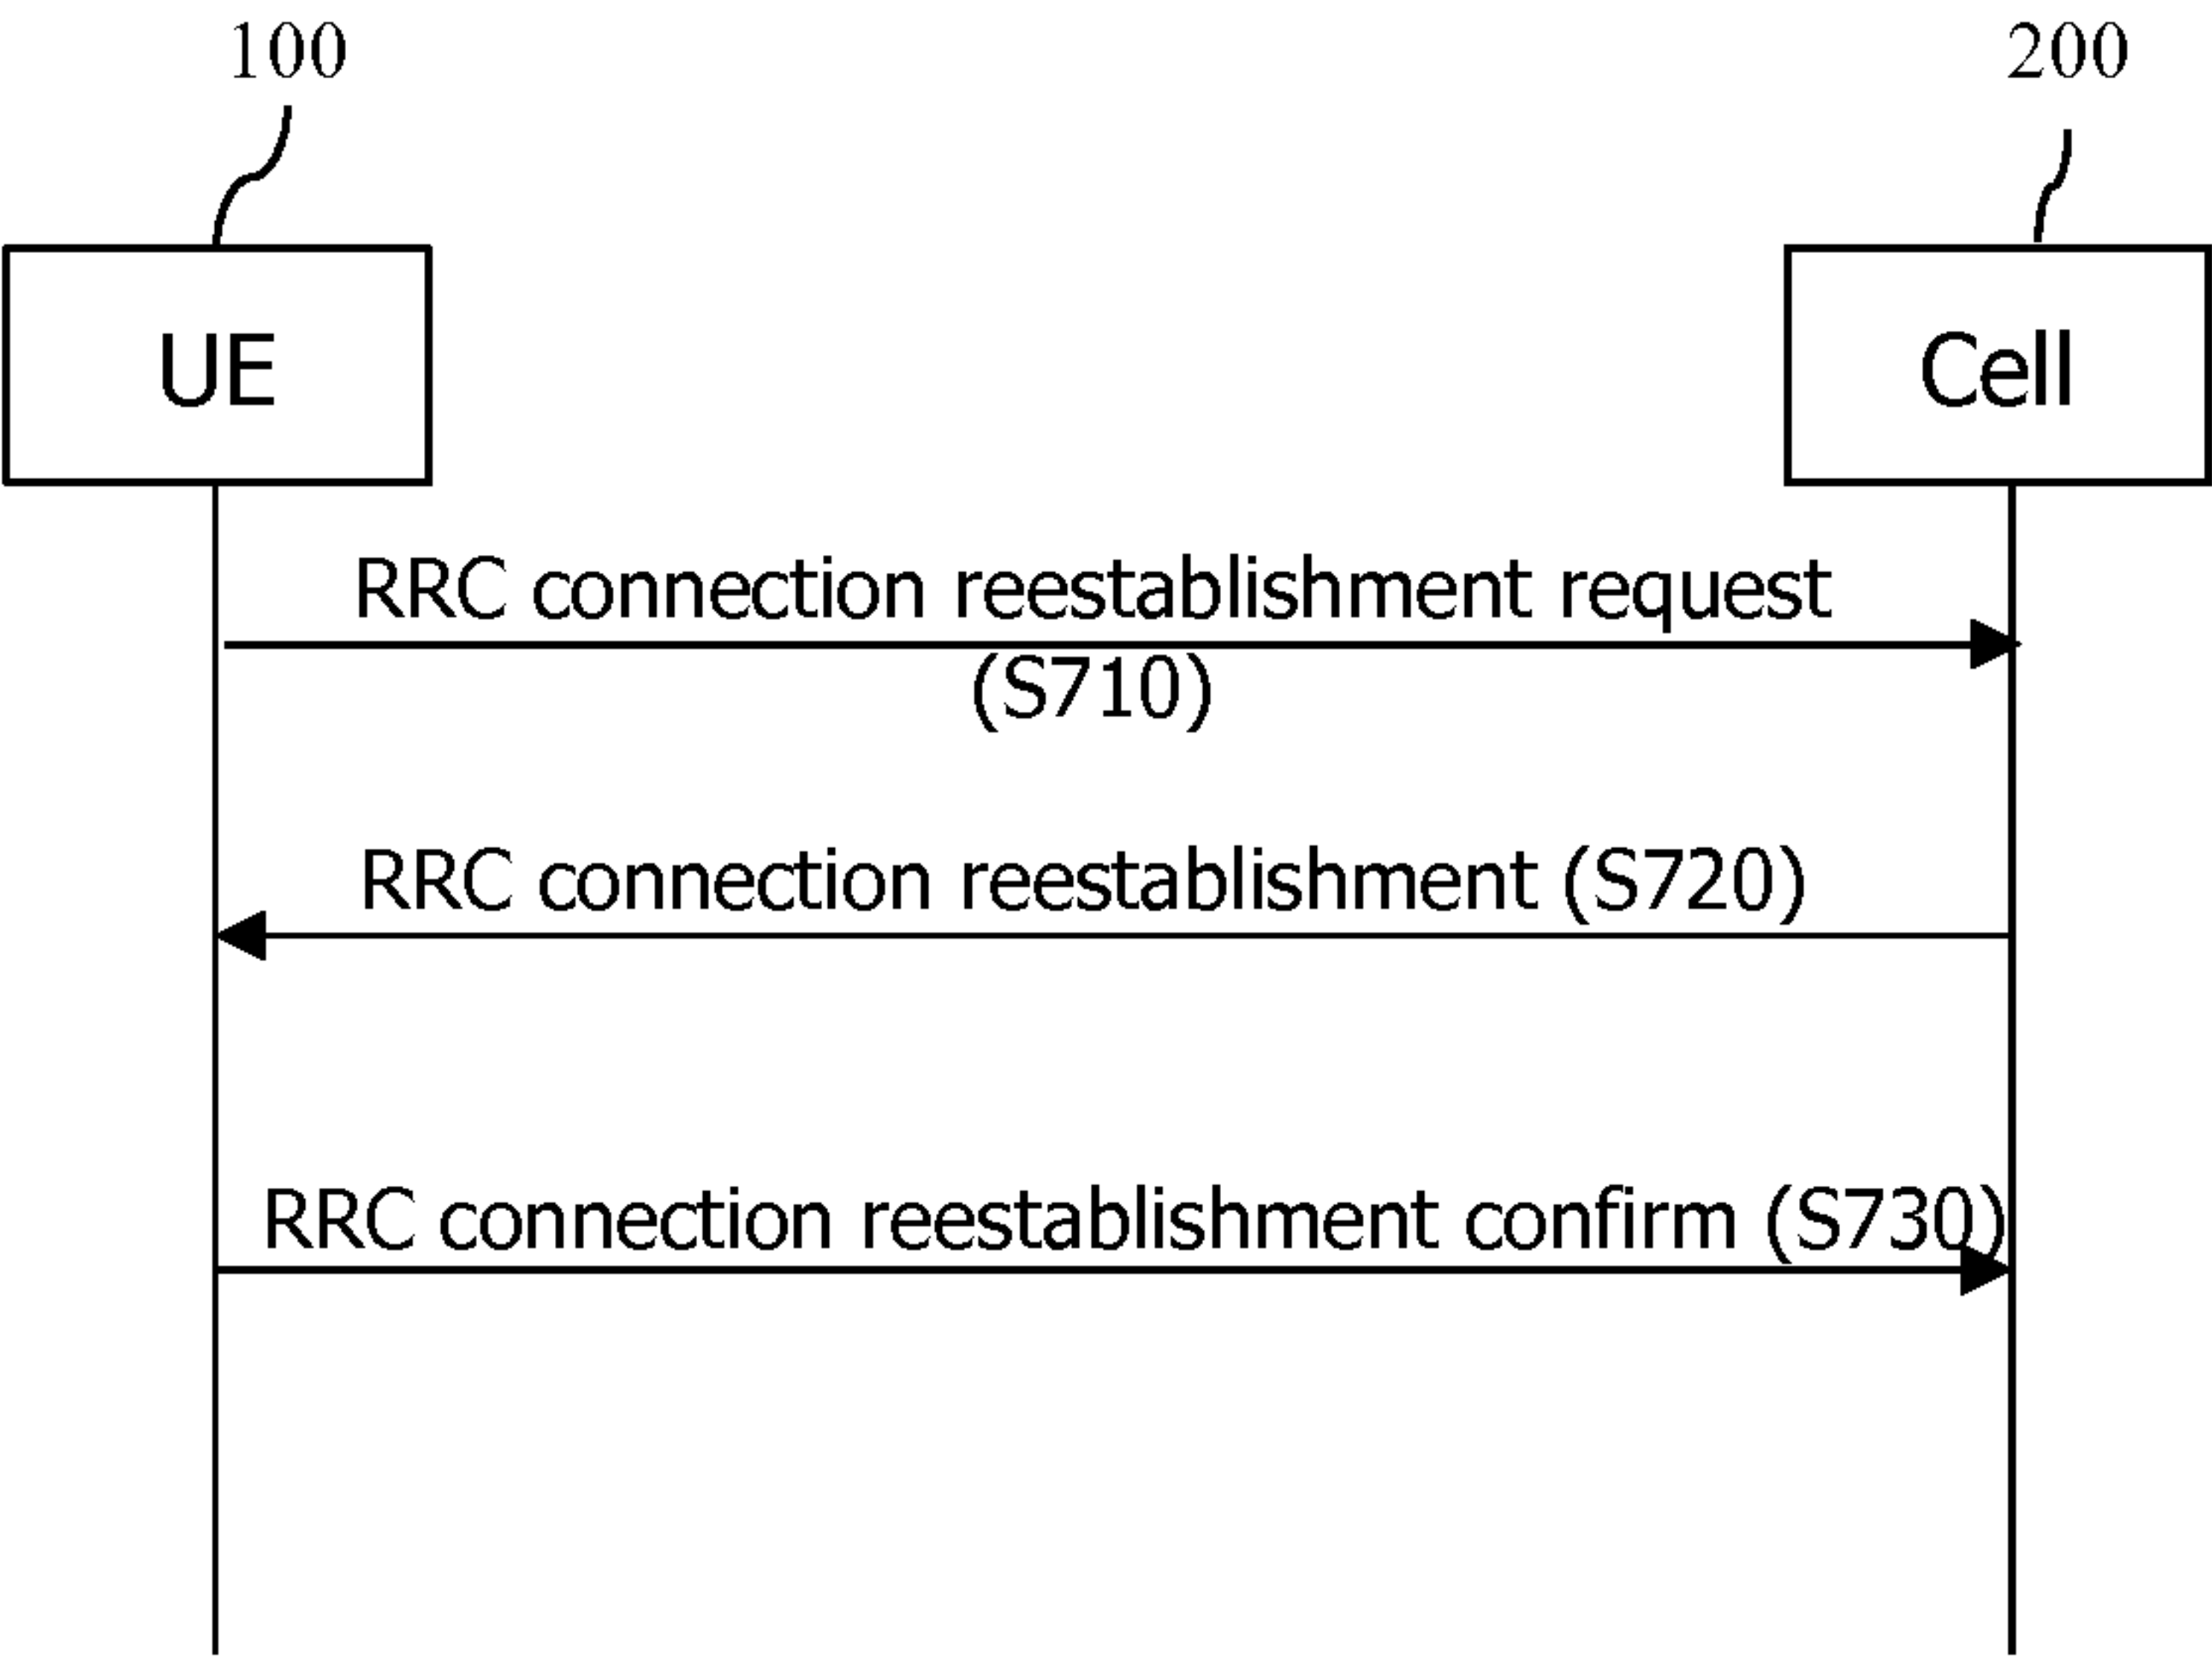 100
200
UE
Cell
RRC connection reestablishment request
(S710)
RRC connection reestablishment (S720)
RRC connection reestablishment confirm (S730)